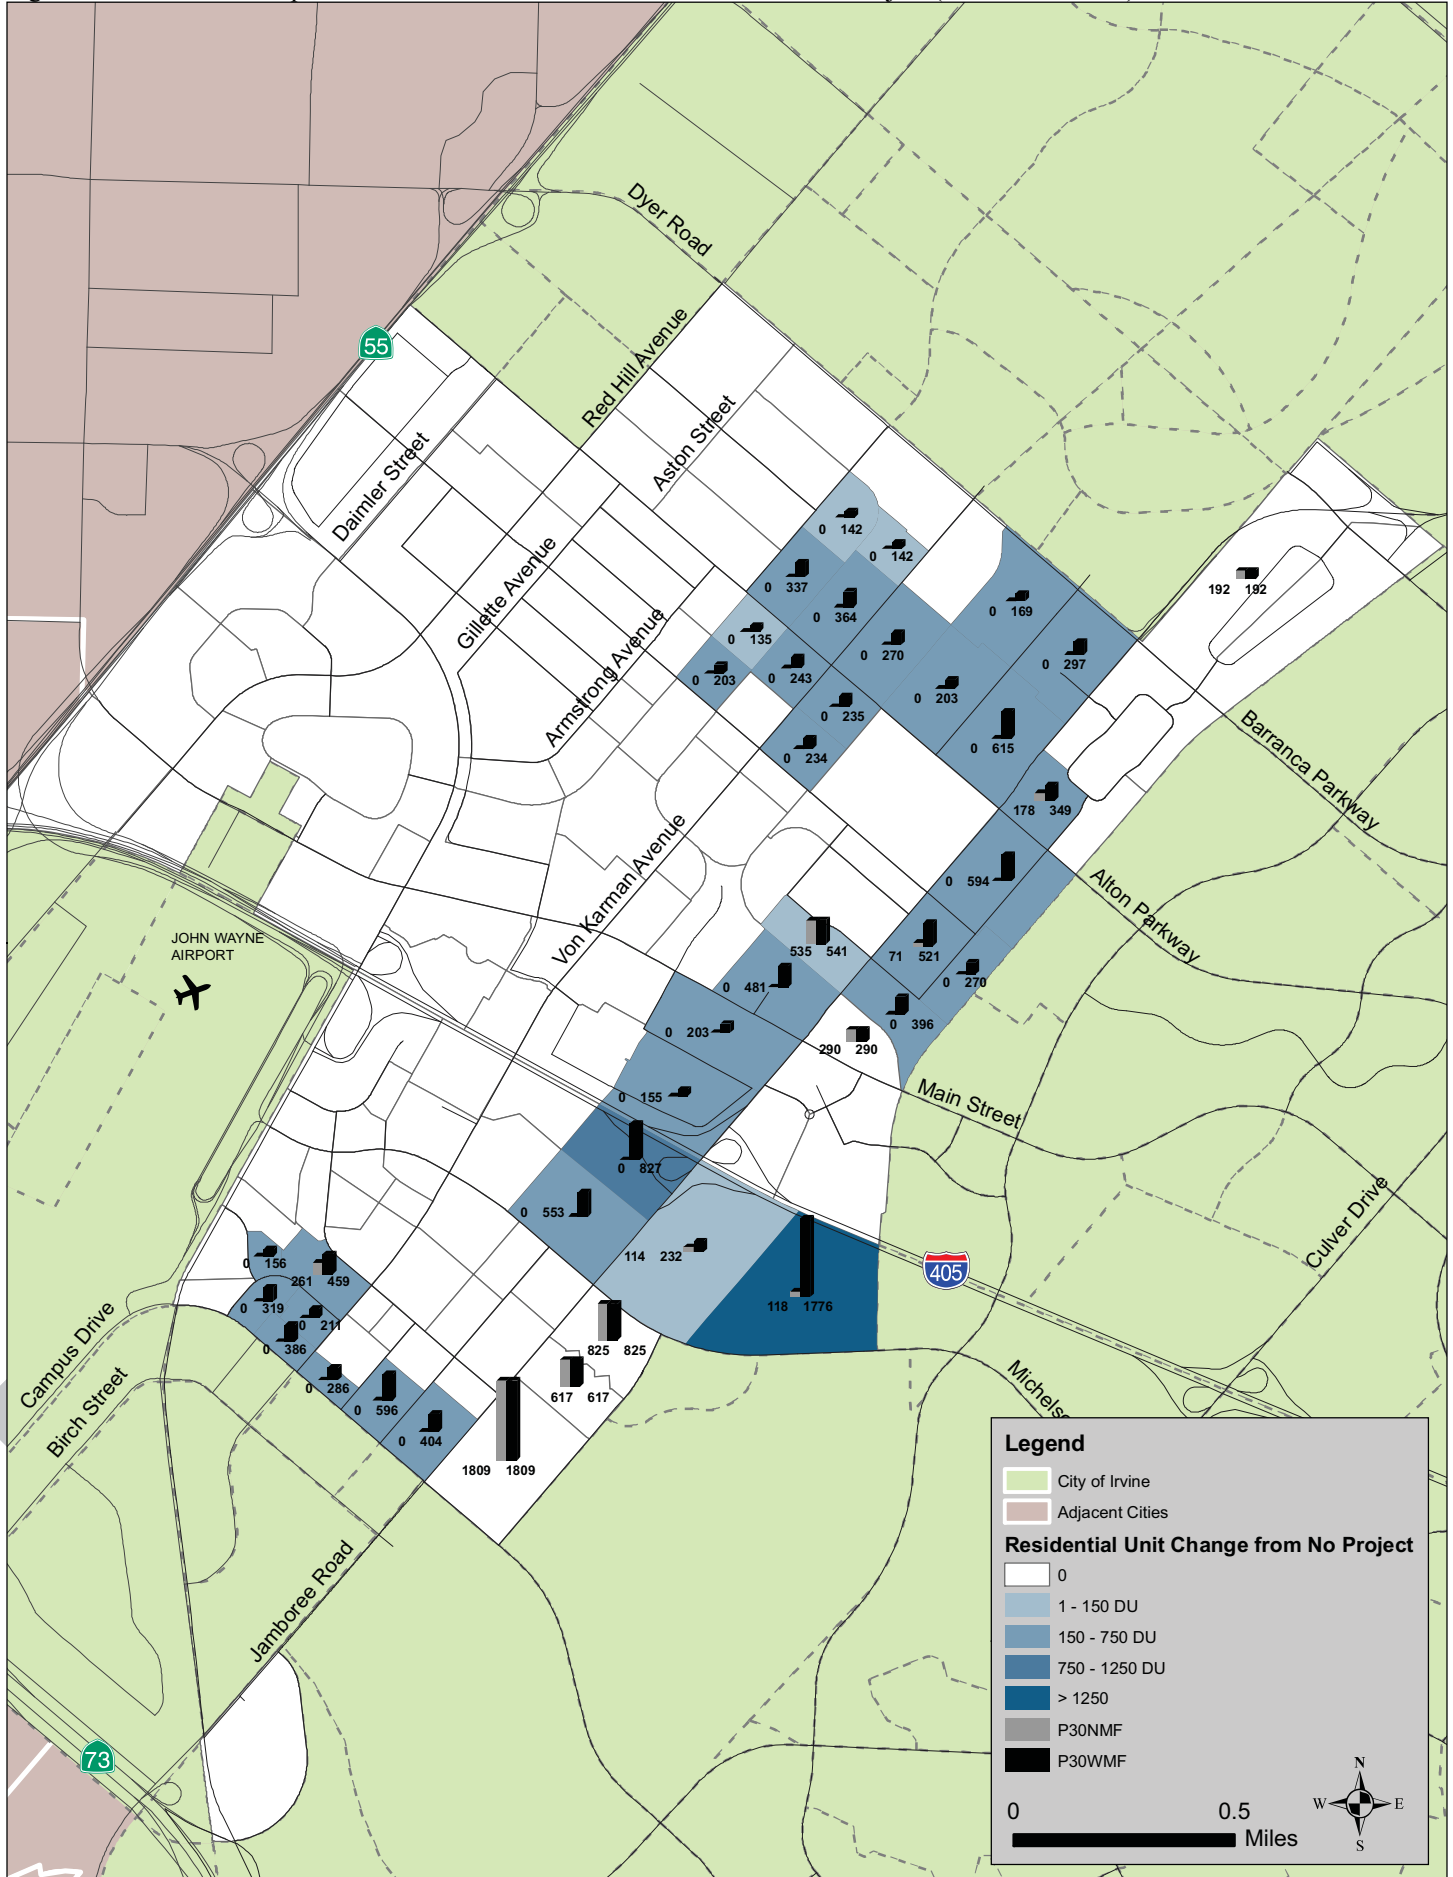 Dyer Road
55
Red Hill Avenue
Aston Street
Daimler Street
0 142
0 142
Gillette Avenue
0 337
192 192
0 169
0 364
Armstrong Avenue
0 135
0 270
0 297
0 203
0 243
0 203
0 235
Barranca Parkway
0 234
0 615
178 349
Von Karman Avenue
0 594
Alton Parkway
JOHN WAYNE
AIRPORT
535 541
71 521
0 481
0 270
0 396
0 203
290 290
Main Street
0 155
0 827
Culver Drive
0 553
114 232
405
0 156
261 459
0 319
118 1776
0 211
0 386
825 825
Campus Drive
0 286
617 617
Birch Street
0 596
0 404
1809 1809
Jamboree Road
73
Legend
City of Irvine
Adjacent Cities
Residential Unit Change from No Project
0
1 - 150 DU
150 - 750 DU
750 - 1250 DU
> 1250
P30NMF
P30WMF
N
W E
S
0 0.5
Miles